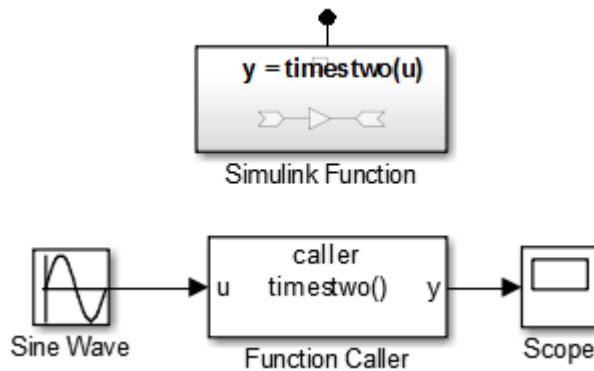 y = timestwo(u)
Simulink Function
caller
u timestwo() y
Sine Wave
Function Caller
Scope